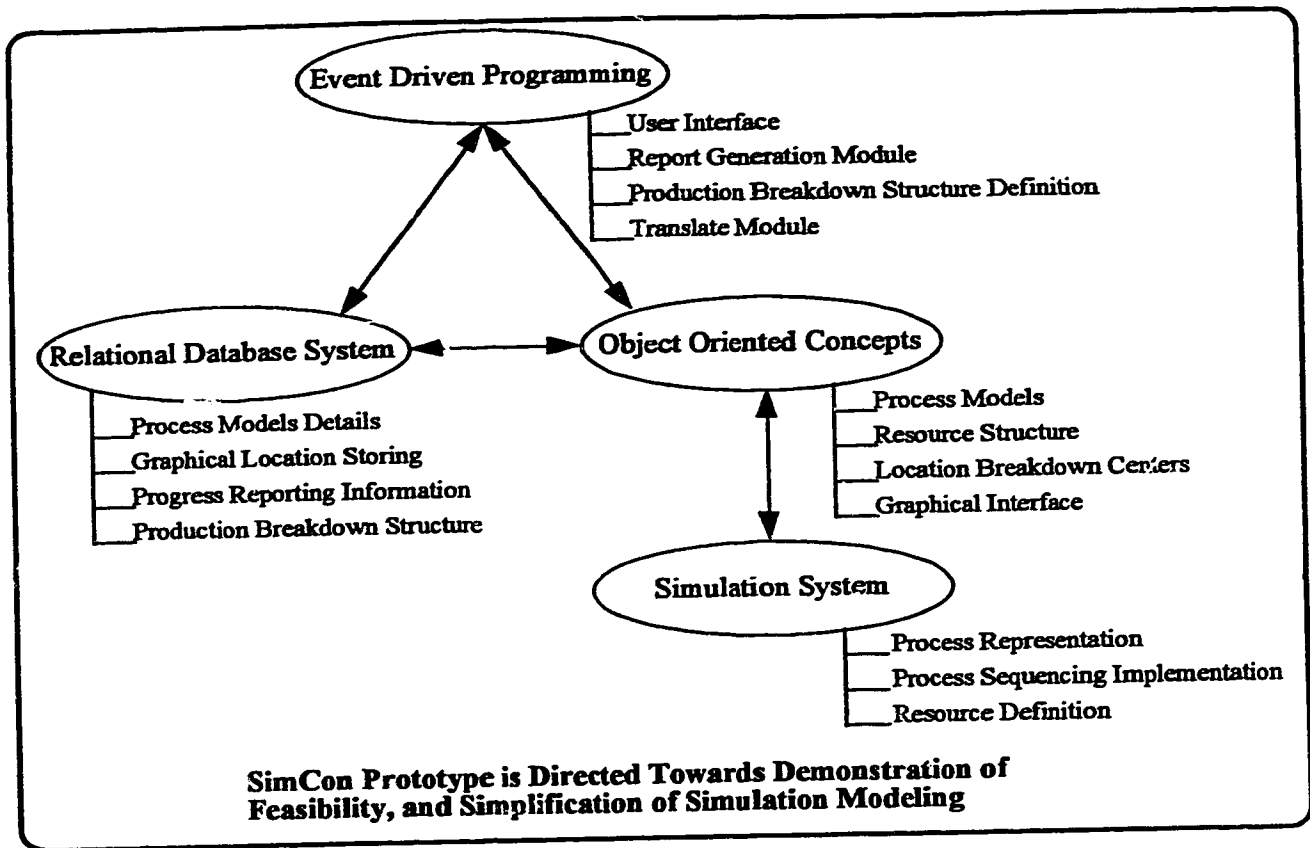 Event Driven Programming
User Interface
Report Generation Module
Production Breakdown Structure Definition
Translate Module
Relational Database System
Object Oriented Concepts
Process Models Details
Graphical Location Storing
Progress Reporting Information
Production Breakdown Structure
Process Models
Resource Structure
Location Breakdown Centers
Graphical Interface
Simulation System
Process Representation
Process Sequencing Implementation
Resource Definition
SimCon Prototype is Directed Towards Demonstration of
Feasibility, and Simplification of Simulation Modeling